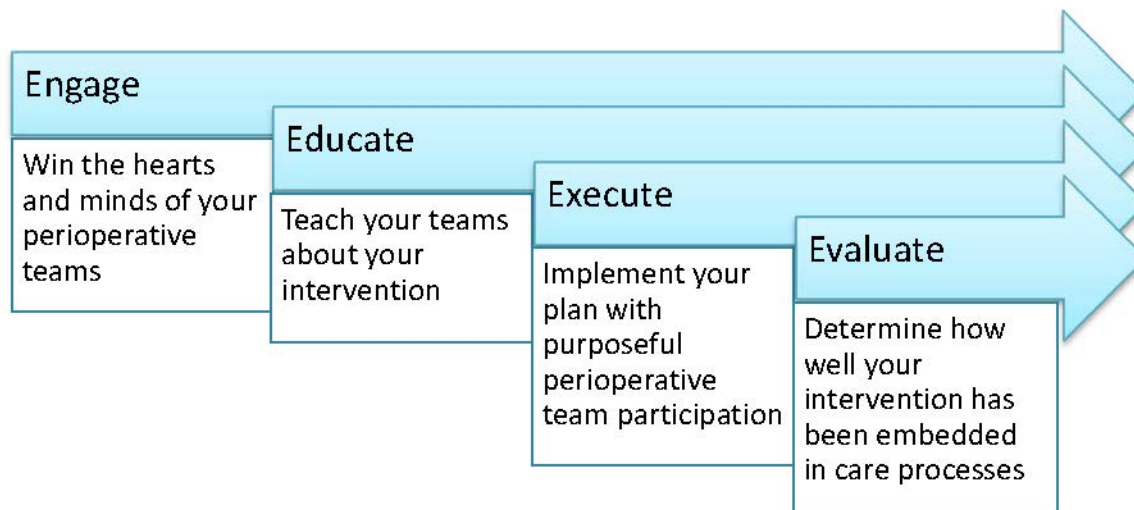 Engage
Win the hearts
and minds of your
perioperative
teams
Educate
Teach your teams
about your
intervention
Execute
Implement your
plan with
purposeful
perioperative
team participation
Evaluate
Determine how
well your
intervention has
been embedded
in care processes